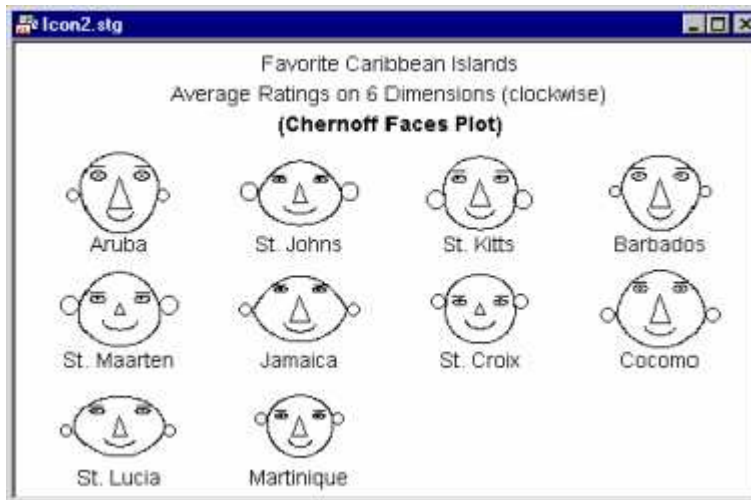 Icon2.stg
Favorite Caribbean Islands
Average Ratings on 6 Dimensions (clockwise)
(Chernoff Faces Plot)
Aruba St. Johns St. Kitts Barbados
St. Maarten Jamaica St. Croix Cocomo
St. Lucia Martinique